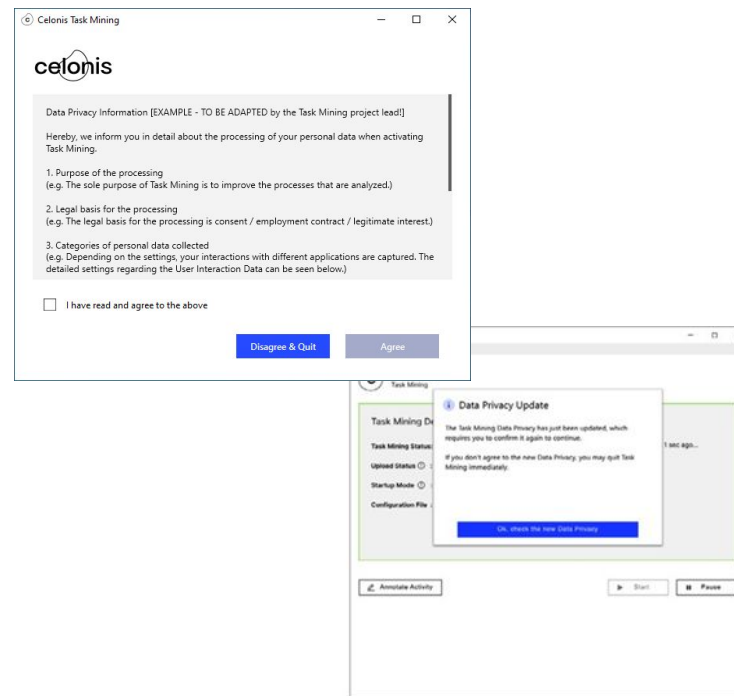 Celonis Task Mining
celonis
Data Privacy Information [EXAMPLE - TO BE ADAPTED by the Task Mining project lead!]
Hereby, we inform you in detail about the processing of your personal data when activating
Task Mining.
1. Purpose of the processing
(e.g. The sole purpose of Task Mining is to improve the processes that are analyzed.)
2. Legal basis for the processing
(e.g. The legal basis for the processing is consent / employment contract / legitimate interest.)
3. Categories of personal data collected
(e.g. Depending on the settings, your interactions with different applications are captured. The
detailed settings regarding the User Interaction Data can be seen below.)
I have read and agree to the above
Disagree & Quit
Agree
Task Mining
Data Privacy Update
The Task Mining Data Privacy has just been updated, which
requires you to confirm it again to continue.
If you don't agree to the new Data Privacy, you may quit Task
Mining immediately.
Ok, check the new Data Privacy
Task Mining De
Task Mining Status:
1 sec ago...
Upload Status :
Startup Mode :
Configuration File :
Annotate Activity
Start
Pause